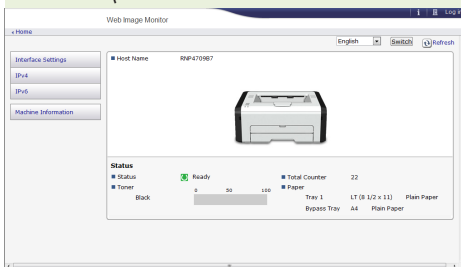 Web Image Monitor
Log in
Home
English Switch Refresh
Interface Settings
IPv4
IPv6
Machine Information
Host Name RNP4709B7
Status
Status Ready
Toner 0 50 100
Black
Total Counter 22
Paper
Tray 1 LT (8 1/2 x 11) Plain Paper
Bypass Tray A4 Plain Paper